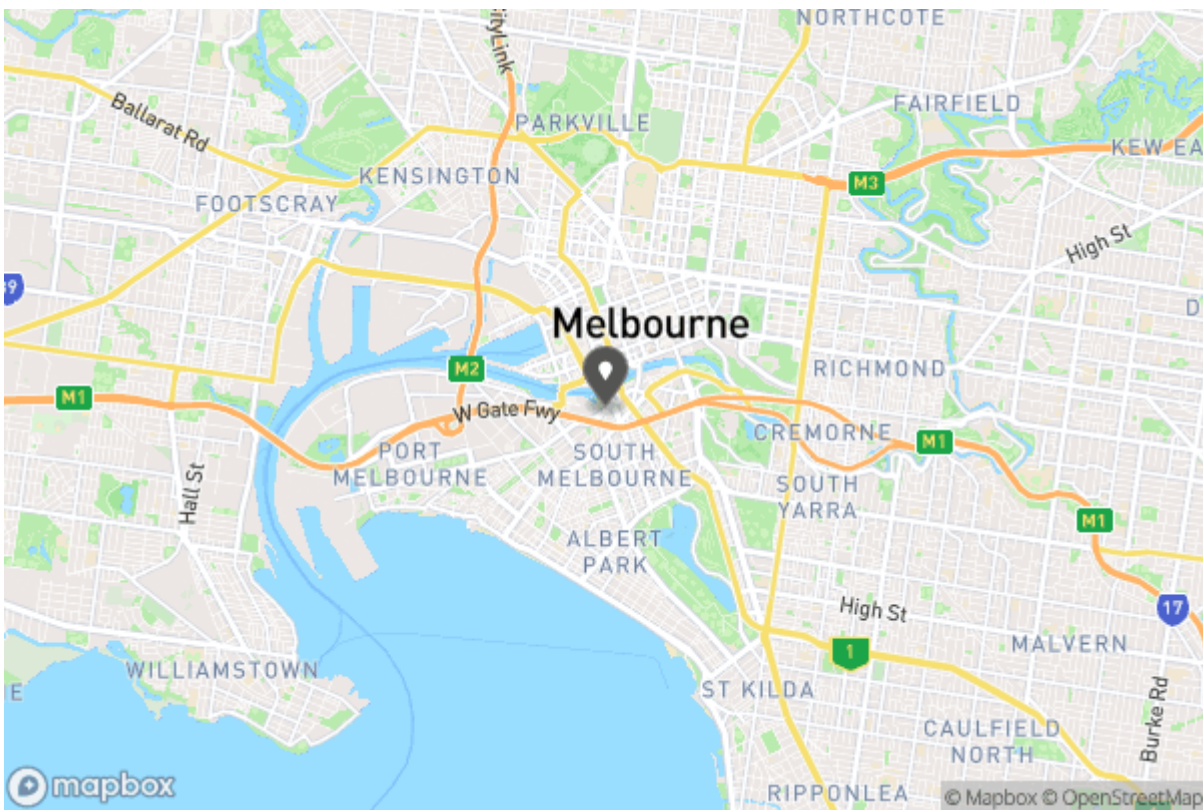 NORTHCOTE
CityLink
Ballarat Rd
FAIRFIELD
PARKVILLE
KEW EA
KENSINGTON
M3
FOOTSCRAY
High St
Melbourne
D
M2
RICHMOND
M1
W Gate Fwy
CREMORNE
M1
PORT
MELBOURNE
SOUTH
MELBOURNE
SOUTH
YARRA
Hall St
M1
ALBERT
PARK
High St
17
MALVERN
1
WILLIAMSTOWN
E
ST KILDA
Burke Rd
CAULFIELD
NORTH
mapbox
RIPPONLEA
© Mapbox © OpenStreetMap